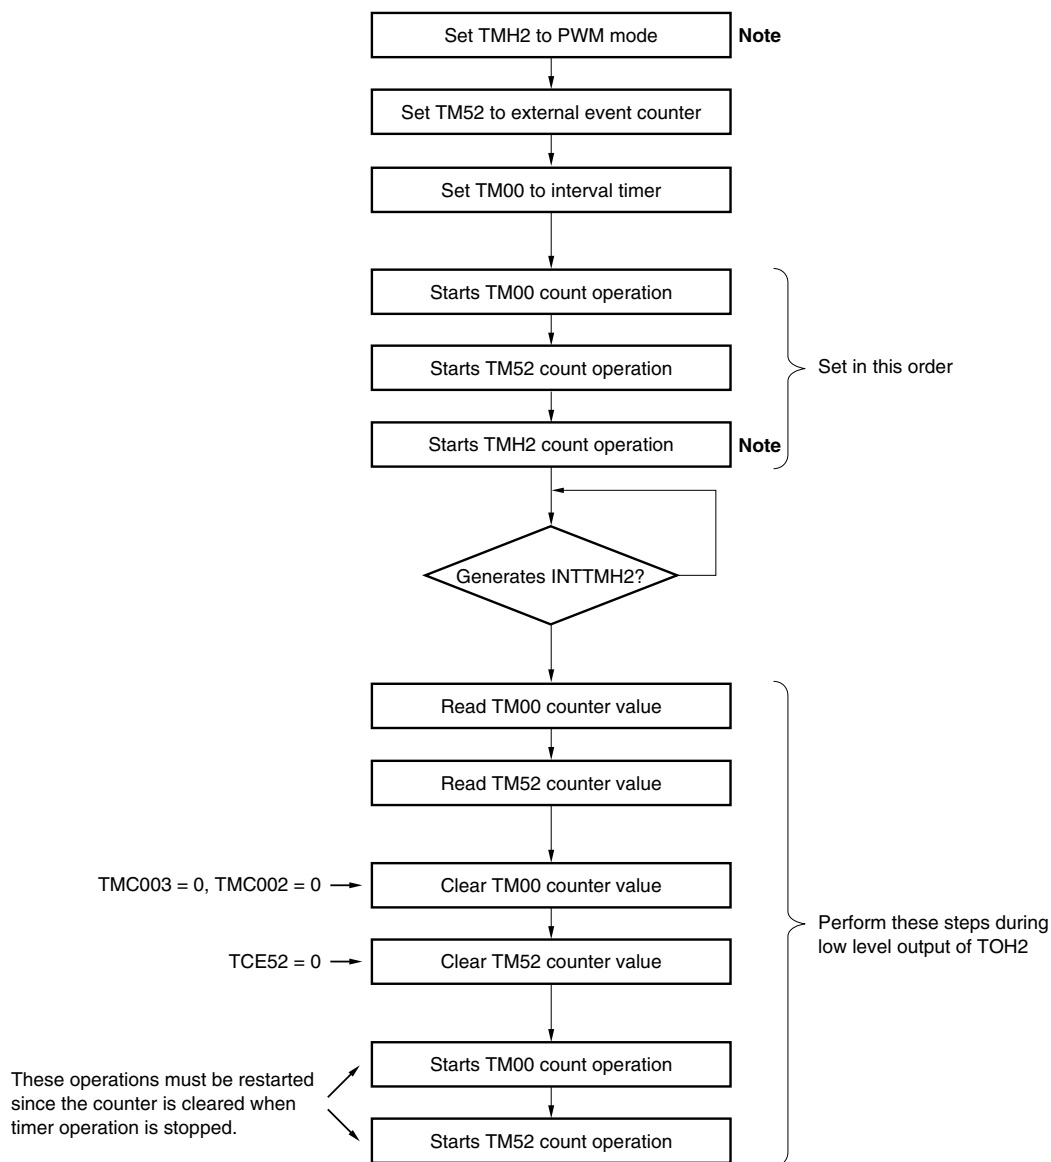 Set TMH2 to PWM mode
Note
Set TM52 to external event counter
Set TM00 to interval timer
Starts TM00 count operation
Starts TM52 count operation
Set in this order
Starts TMH2 count operation
Note
Generates INTTMH2?
Read TM00 counter value
Read TM52 counter value
TMC003 = 0, TMC002 = 0
Clear TM00 counter value
Perform these steps during
low level output of TOH2
TCE52 = 0
Clear TM52 counter value
Starts TM00 count operation
These operations must be restarted
since the counter is cleared when
timer operation is stopped.
Starts TM52 count operation